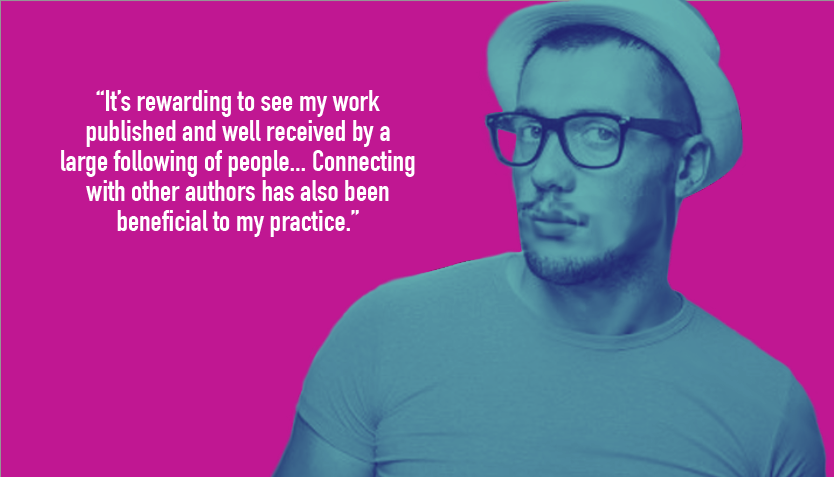 “It’s rewarding to see my work
published and well received by a
large following of people... Connecting
with other authors has also been
beneficial to my practice.”